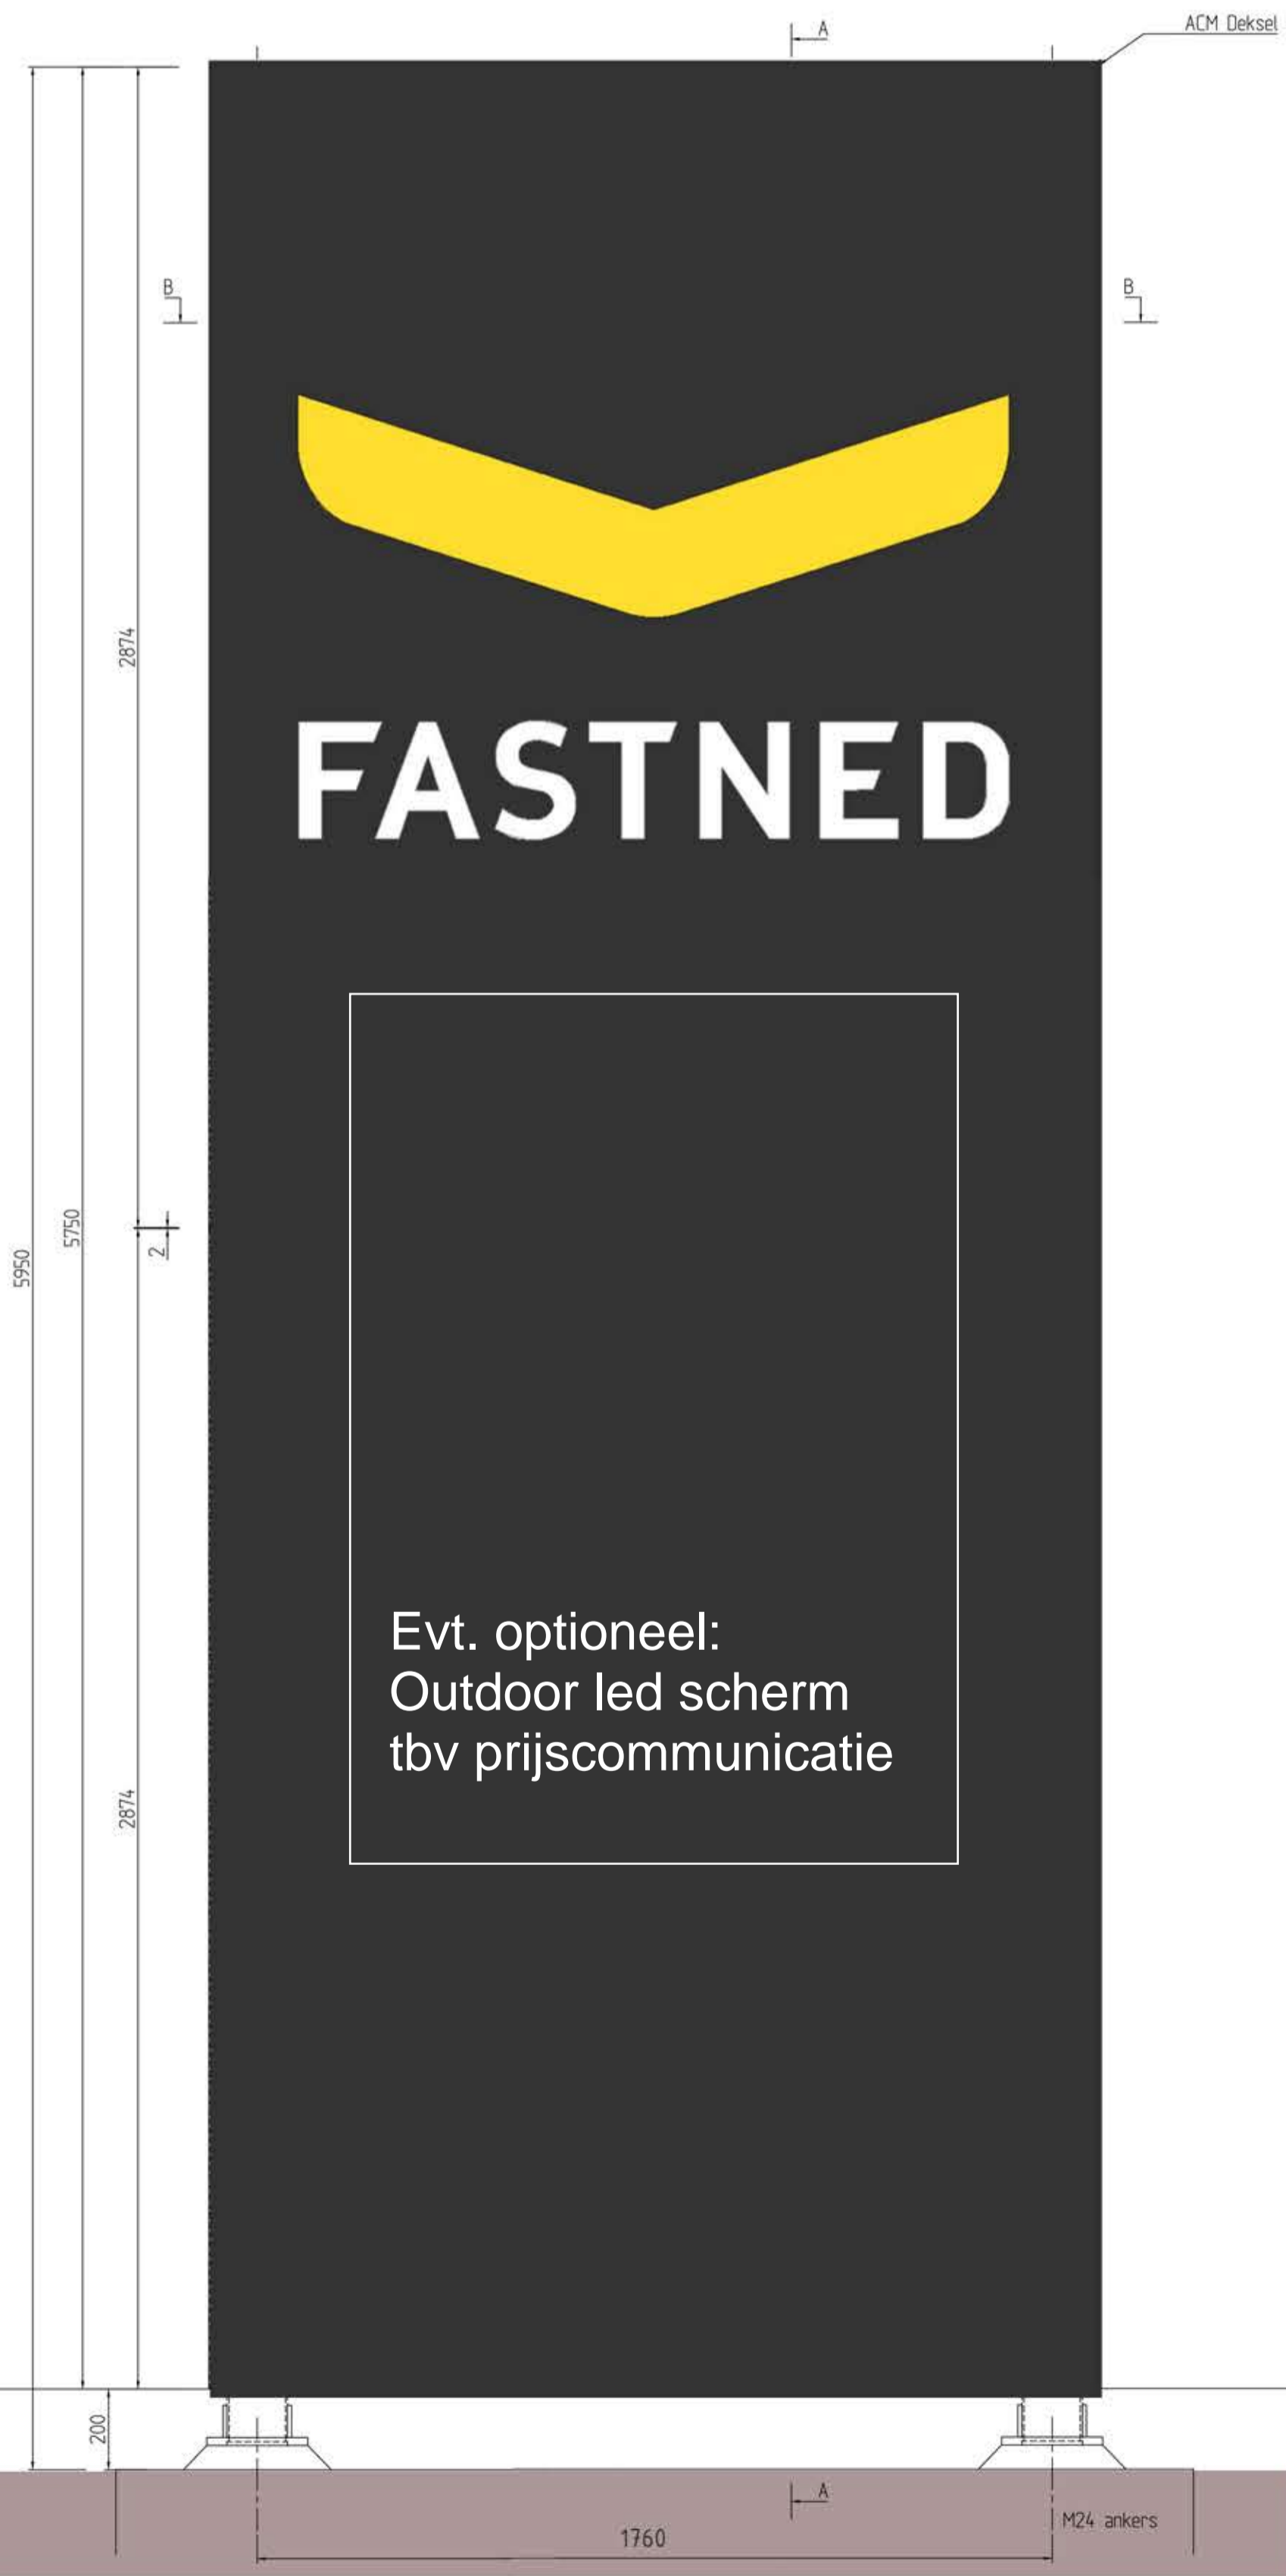 A
ACM Deksel
B
B
2874
FASTNED
5950
5750
2
Evt. optioneel:
Outdoor led scherm
tbv prijscommunicatie
2874
200
A
M24 ankers
1760